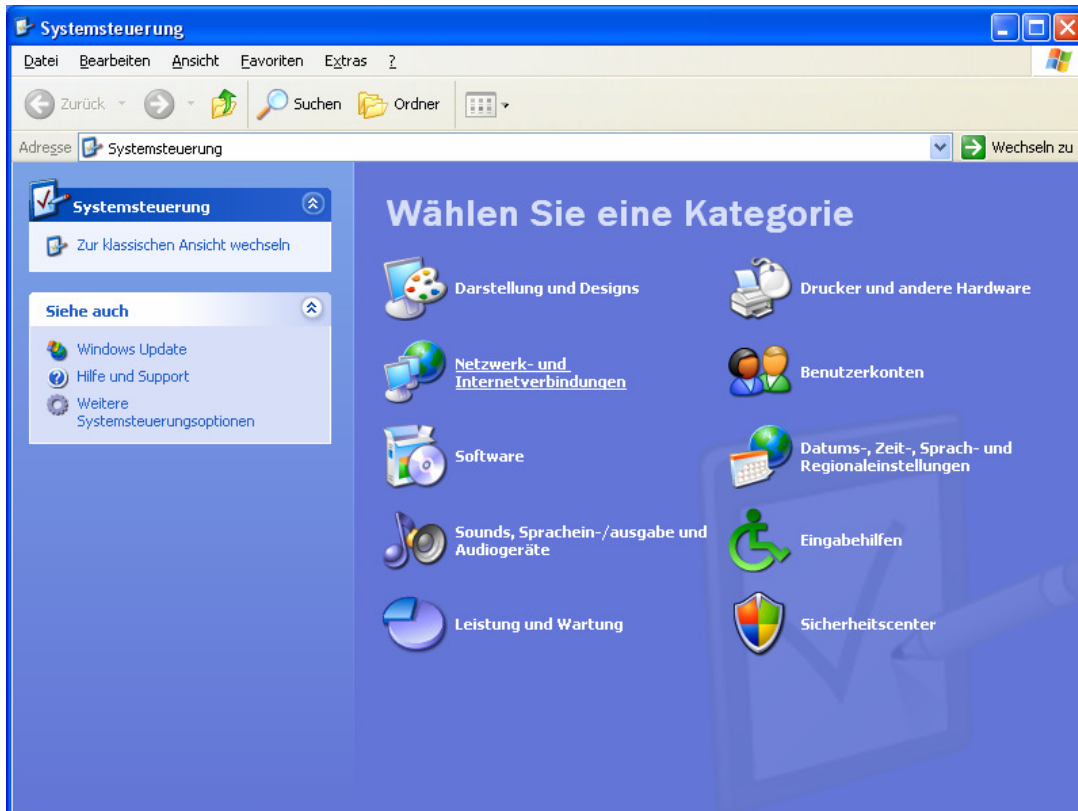 Systemsteuerung
Datei Bearbeiten Ansicht Favoriten Extras ?
Zurück Suchen Ordner
Adresse Systemsteuerung Wechseln zu
Systemsteuerung
Zur klassischen Ansicht wechseln
Siehe auch
Windows Update
Hilfe und Support
Weitere
Systemsteuerungsoptionen
Wählen Sie eine Kategorie
Darstellung und Designs
Drucker und andere Hardware
Netzwerk- und
Internetverbindungen
Benutzerkonten
Software
Datums-, Zeit-, Sprach- und
Regionaleinstellungen
Sounds, Sprachein-/ausgabe und
Audiogeräte
Eingabehilfen
Leistung und Wartung
Sicherheitscenter